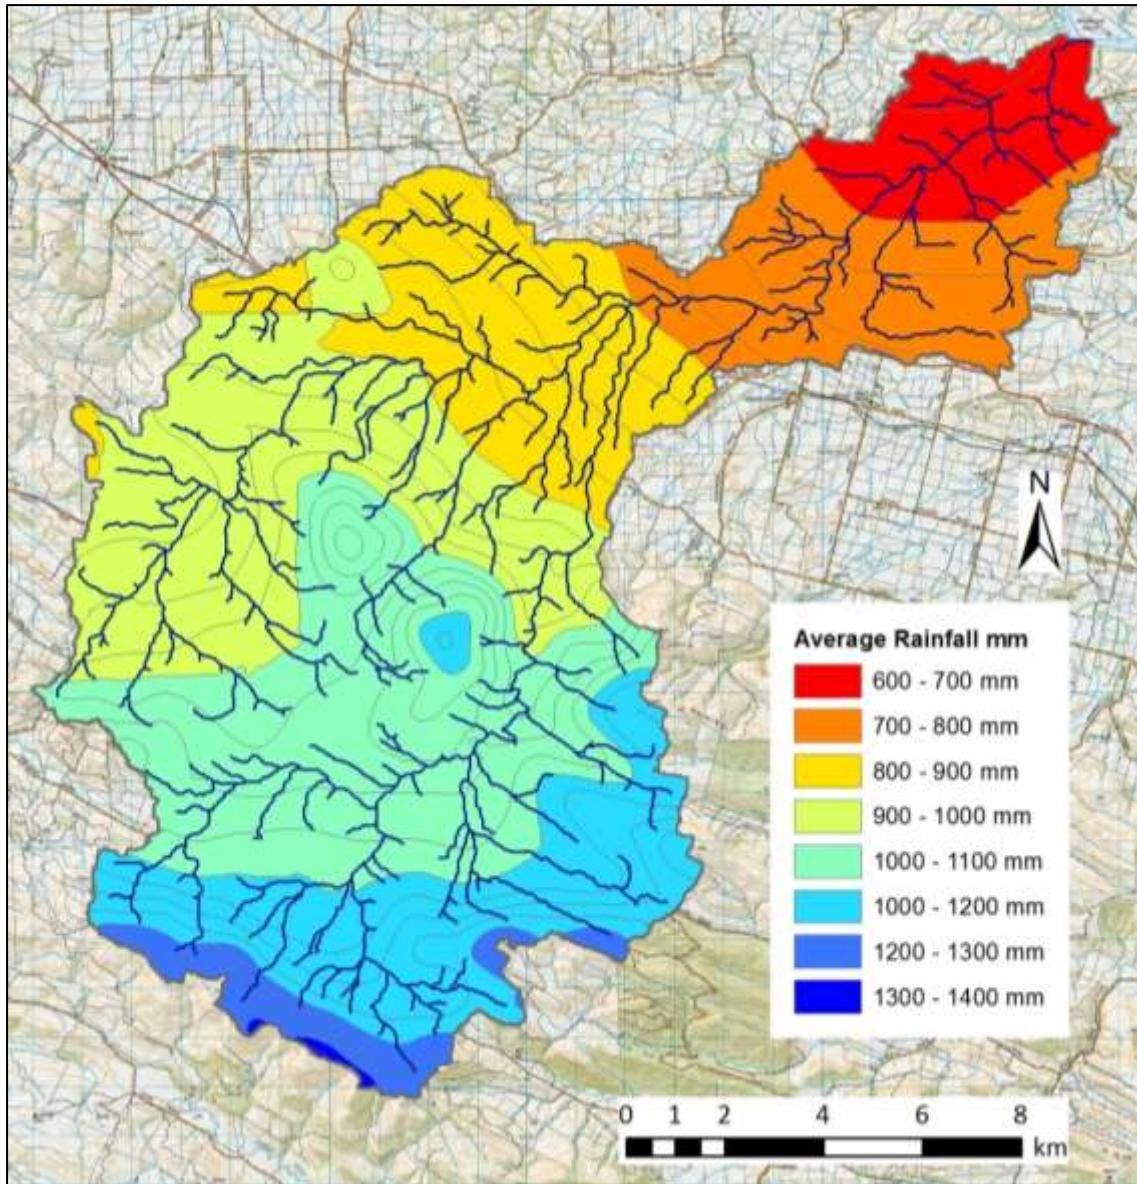 N
Average Rainfall mm
600 - 700 mm
700 - 800 mm
800 - 900 mm
900 - 1000 mm
1000 - 1100 mm
1000 - 1200 mm
1200 - 1300 mm
1300 - 1400 mm
0 1 2 4 6 8
km